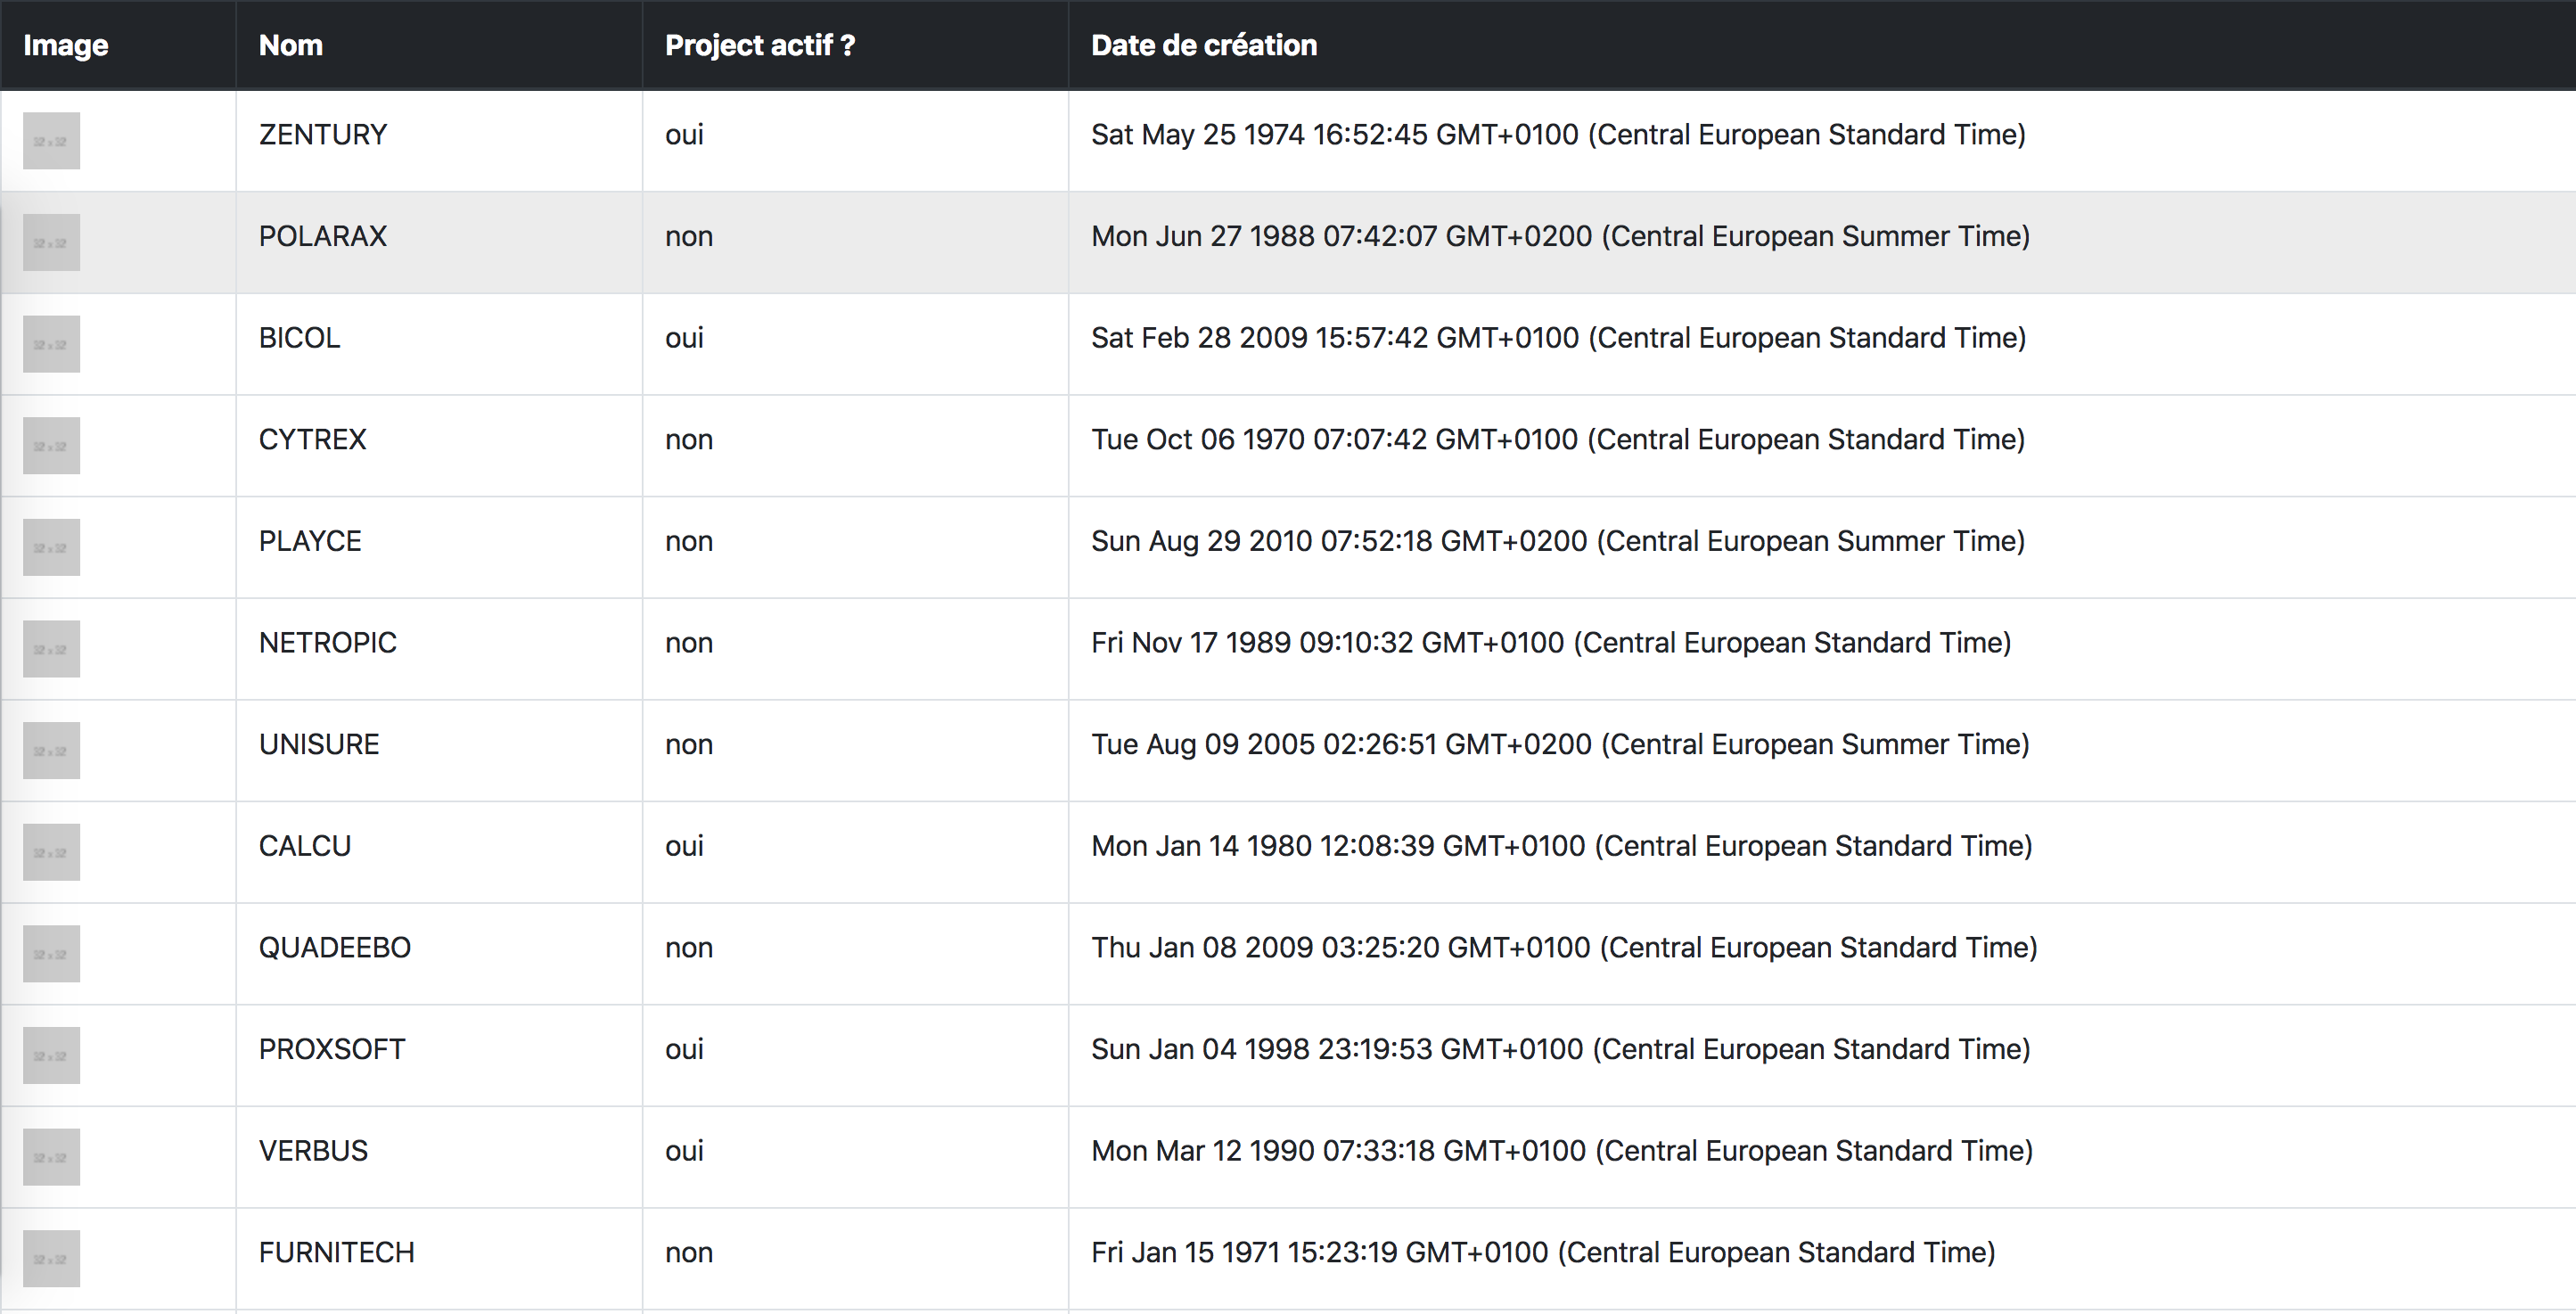 Image Nom Project actif ? Date de création
32 x 32 ZENTURY oui Sat May 25 1974 16:52:45 GMT+0100 (Central European Standard Time)
32 x 32 POLARAX non Mon Jun 27 1988 07:42:07 GMT+0200 (Central European Summer Time)
32 x 32 BICOL oui Sat Feb 28 2009 15:57:42 GMT+0100 (Central European Standard Time)
32 x 32 CYTREX non Tue Oct 06 1970 07:07:42 GMT+0100 (Central European Standard Time)
32 x 32 PLAYCE non Sun Aug 29 2010 07:52:18 GMT+0200 (Central European Summer Time)
32 x 32 NETROPIC non Fri Nov 17 1989 09:10:32 GMT+0100 (Central European Standard Time)
32 x 32 UNISURE non Tue Aug 09 2005 02:26:51 GMT+0200 (Central European Summer Time)
32 x 32 CALCU oui Mon Jan 14 1980 12:08:39 GMT+0100 (Central European Standard Time)
32 x 32 QUADEEBO non Thu Jan 08 2009 03:25:20 GMT+0100 (Central European Standard Time)
32 x 32 PROXSOFT oui Sun Jan 04 1998 23:19:53 GMT+0100 (Central European Standard Time)
32 x 32 VERBUS oui Mon Mar 12 1990 07:33:18 GMT+0100 (Central European Standard Time)
32 x 32 FURNITECH non Fri Jan 15 1971 15:23:19 GMT+0100 (Central European Standard Time)